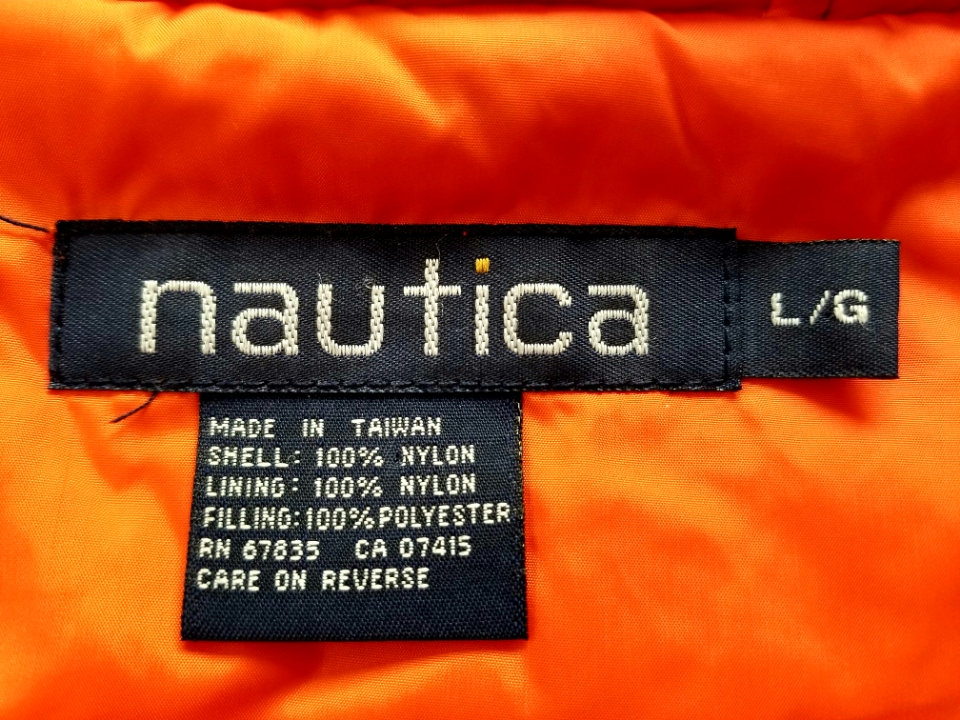 nautica
L/G
MADE IN TAIWAN
SHELL: 100% NYLON
LINING: 100% NYLON
FILLING: 100% POLYESTER
RN 67835 CA 07415
CARE ON REVERSE